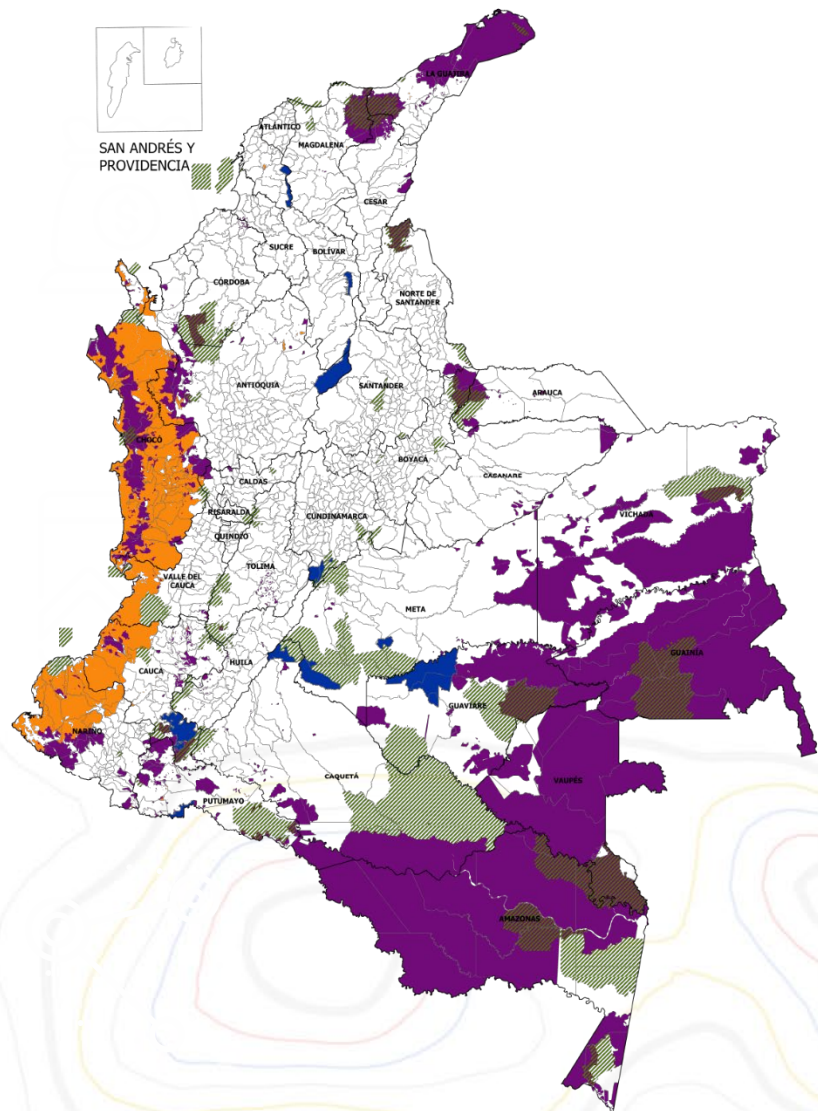 LA GUAJIRA
ATLÁNTICO
MAGDALENA
SAN ANDRÉS Y
PROVIDENCIA
CESAR
SUCRE
BOLÍVAR
CÓRDOBA
NORTE DE
SANTANDER
ANTIOQUIA
SANTANDER
ARAUCA
CHOCÓ
BOYACÁ
CALDAS
CASANARE
RISARALDA
CUNDINAMARCA
VICHADA
QUINDÍO
TOLIMA
VALLE DEL
CAUCA
META
GUAINÍA
HUILA
CAUCA
GUAVIARE
NARIÑO
CAQUETÁ
VAUPÉS
PUTUMAYO
AMAZONAS